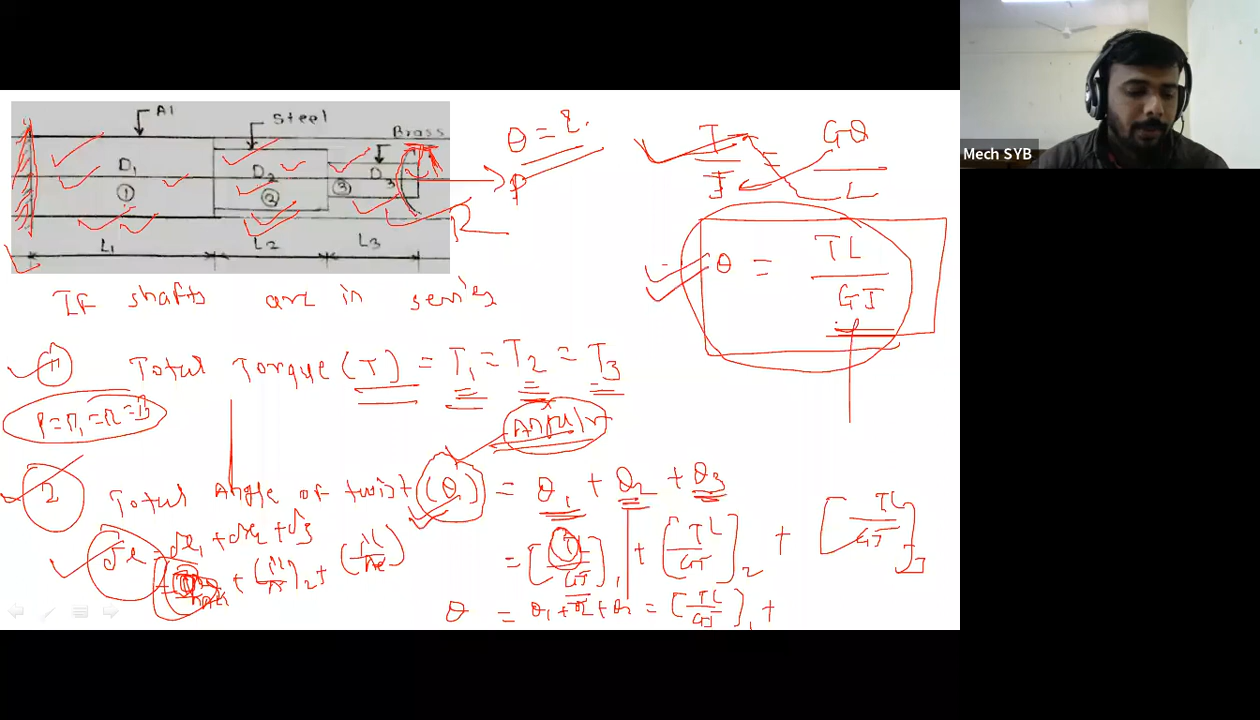 Al
Steel
Brass
D1 D2 D3
① ② ③
P
L1 L2 L3
θ = ?
T/J = Gθ/L
θ = TL/GJ
Mech SYB
IF shafts are in series
1 Total Torque (T) = T1 = T2 = T3
Angular
2 Total Angle of twist (θ) = θ1 + θ2 + θ3
= [TL/GJ]1 + [TL/GJ]2 + [TL/GJ]3
θ = θ1 + θ2 + θ3 = [TL/GJ]1 +